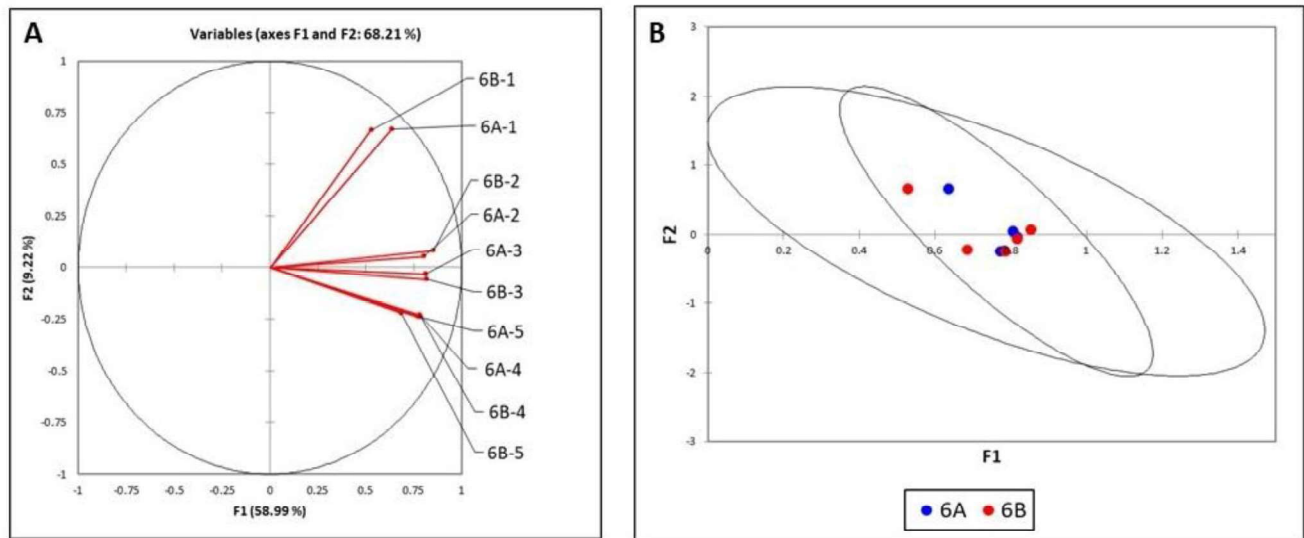 A
Variables (axes F1 and F2: 68.21 %)
1
0.75
0.5
0.25
0
-0.25
-0.5
-0.75
-1
F2 (9.22 %)
-1
-0.75
-0.5
-0.25
0
0.25
0.5
0.75
1
F1 (58.99 %)
6B-1
6A-1
6B-2
6A-2
6A-3
6B-3
6A-5
6A-4
6B-4
6B-5
B
3
2
1
0
-1
-2
-3
F2
0
0.2
0.4
0.6
0.8
1
1.2
1.4
F1
6A 6B